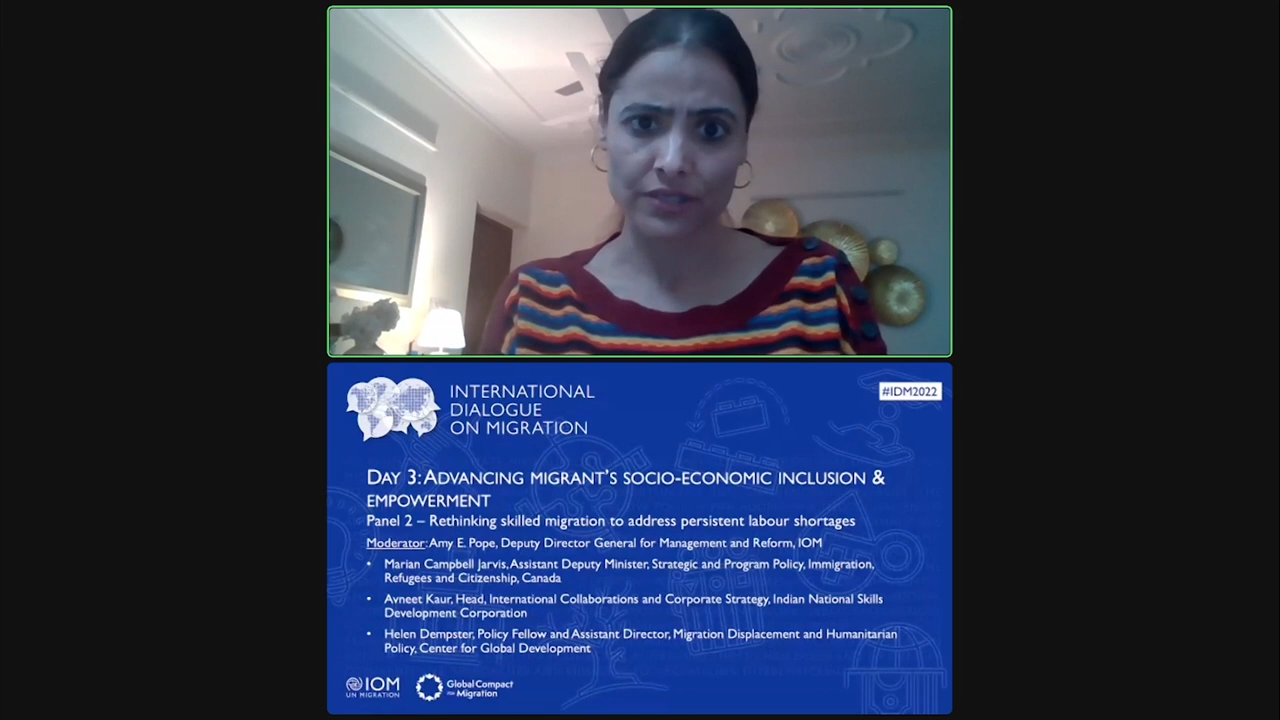 INTERNATIONAL
DIALOGUE
ON MIGRATION
#IDM2022
DAY 3: ADVANCING MIGRANT'S SOCIO-ECONOMIC INCLUSION &
EMPOWERMENT
Panel 2 – Rethinking skilled migration to address persistent labour shortages
Moderator: Amy E. Pope, Deputy Director General for Management and Reform, IOM
• Marian Campbell Jarvis, Assistant Deputy Minister, Strategic and Program Policy, Immigration,
Refugees and Citizenship, Canada
• Avneet Kaur, Head, International Collaborations and Corporate Strategy, Indian National Skills
Development Corporation
• Helen Dempster, Policy Fellow and Assistant Director, Migration Displacement and Humanitarian
Policy, Center for Global Development
IOM
UN MIGRATION
Global Compact
FOR Migration